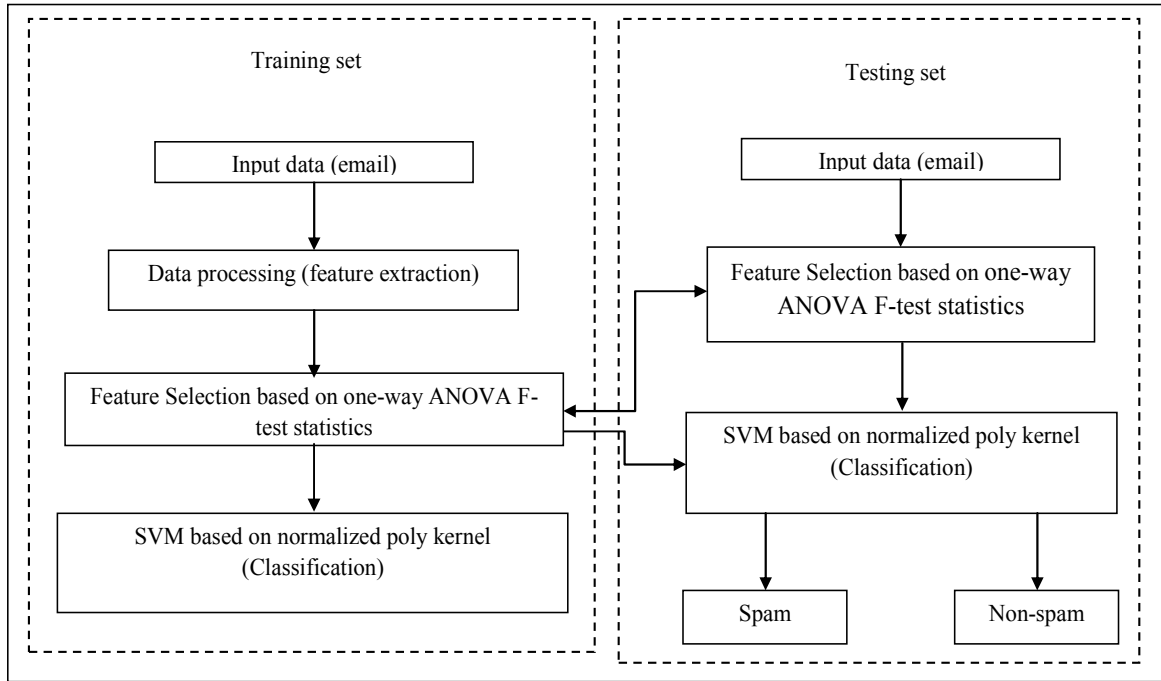 Training set
Input data (email)
Data processing (feature extraction)
Feature Selection based on one-way ANOVA F-
test statistics
SVM based on normalized poly kernel
(Classification)
Testing set
Input data (email)
Feature Selection based on one-way
ANOVA F-test statistics
SVM based on normalized poly kernel
(Classification)
Spam
Non-spam